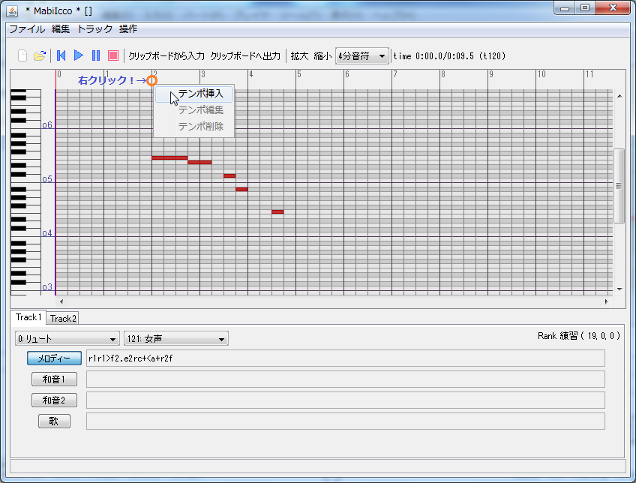 * MabiIcco * []
ファイル 編集 トラック 操作
クリップボードから入力 クリップボードへ出力 拡大 縮小 4分音符 time 0:00.0/0:09.5 (t120)
0 1 2 3 4 5 6 7 8 9 10 11
右クリック！→
テンポ挿入
テンポ編集
テンポ削除
o6
o5
o4
o3
Track1 Track2
0: リュート 121: 女声 Rank 練習 ( 19, 0, 0 )
メロディー r1r1>f2.e2rc+<a+r2f
和音1
和音2
歌